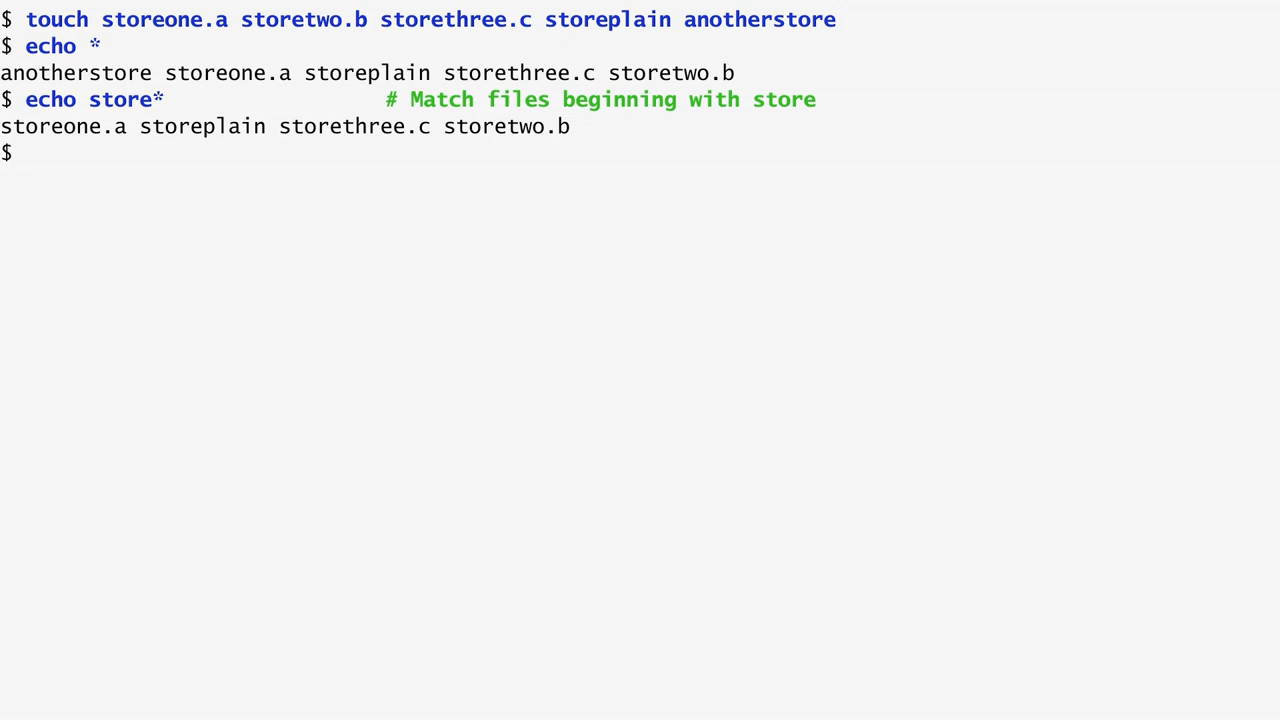 $ touch storeone.a storetwo.b storethree.c storeplain anotherstore
$ echo *
anotherstore storeone.a storeplain storethree.c storetwo.b
$ echo store* # Match files beginning with store
storeone.a storeplain storethree.c storetwo.b
$